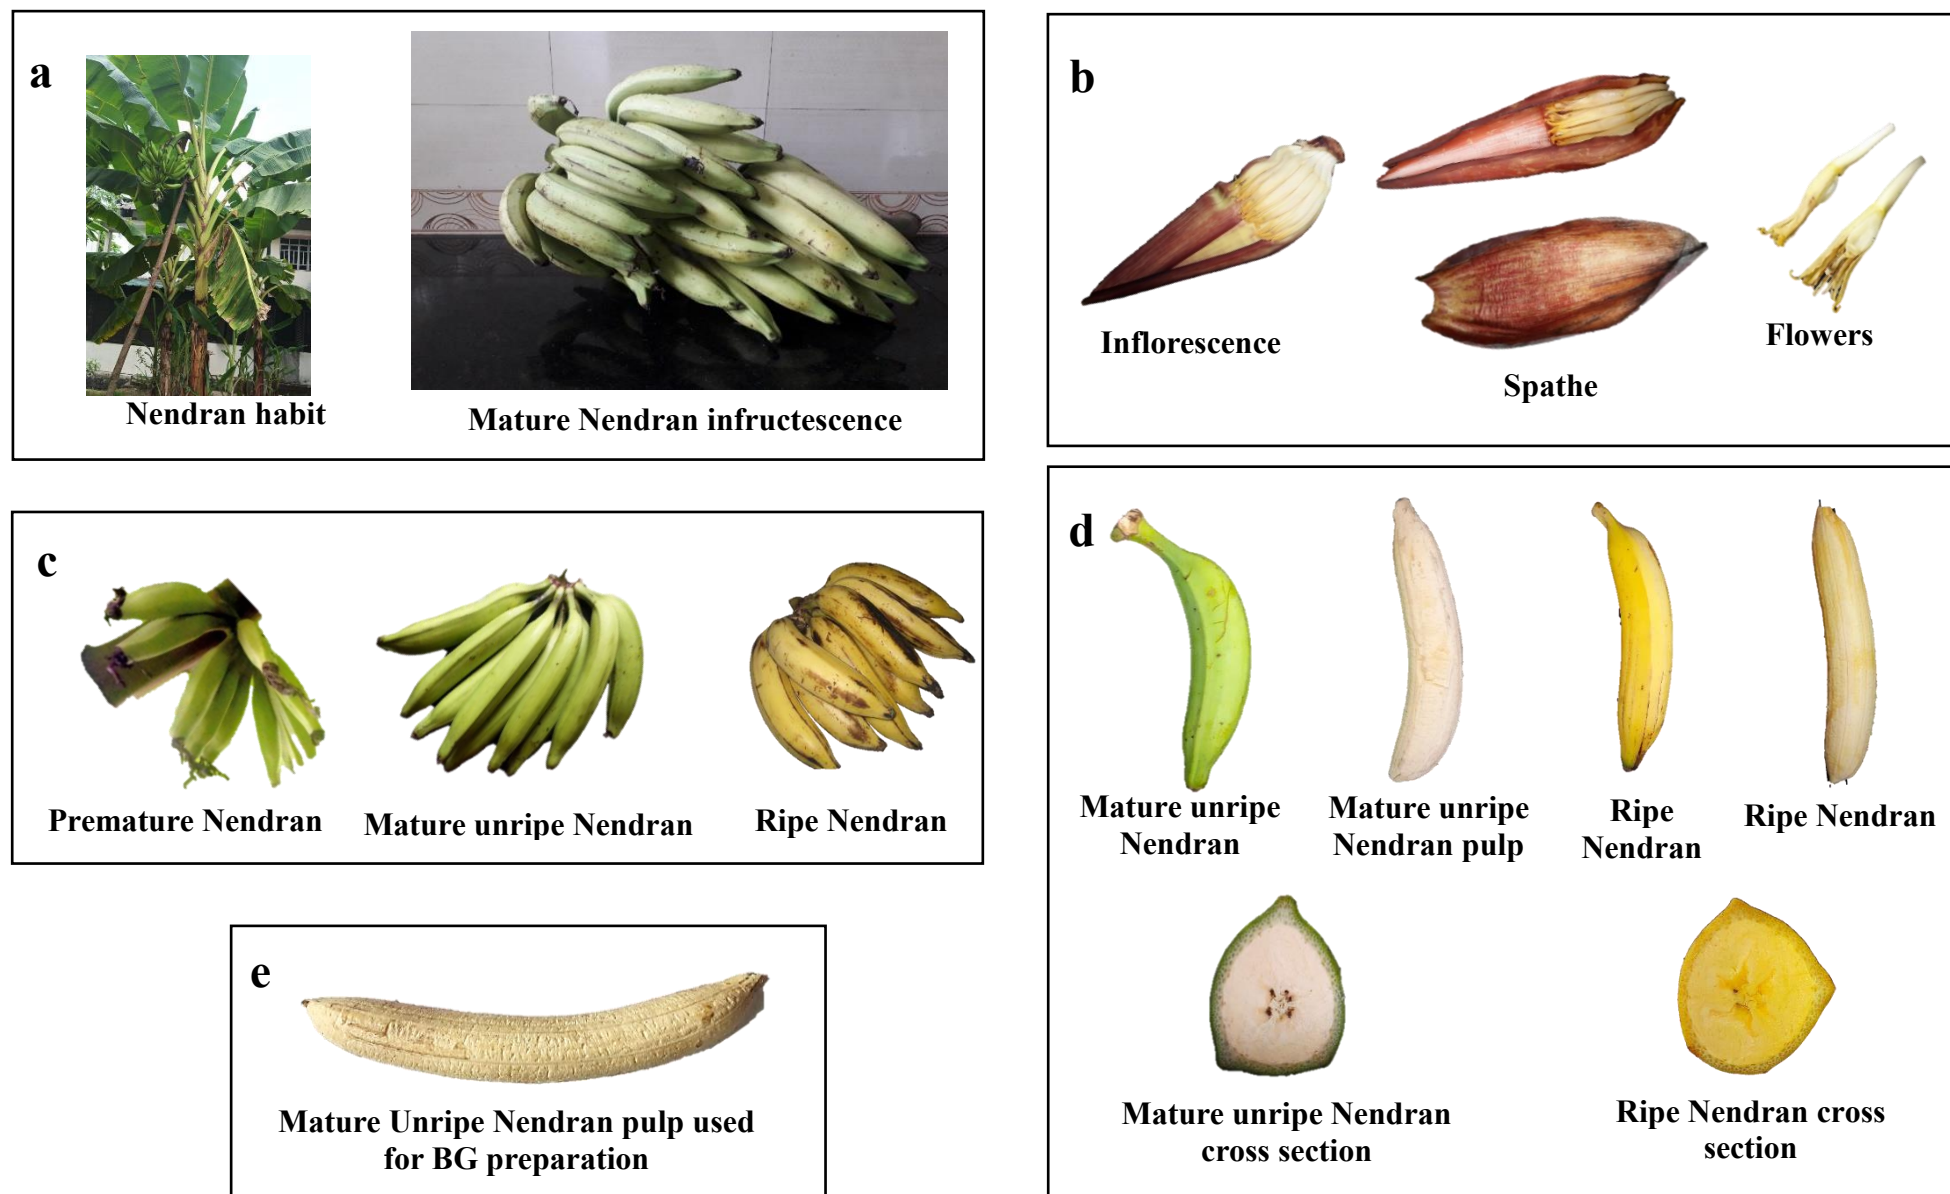 a
Nendran habit
Mature Nendran infructescence
b
Inflorescence
Spathe
Flowers
c
Premature Nendran
Mature unripe Nendran
Ripe Nendran
d
Mature unripe
Nendran
Mature unripe
Nendran pulp
Ripe
Nendran
Ripe Nendran
Mature unripe Nendran
cross section
Ripe Nendran cross
section
e
Mature Unripe Nendran pulp used
for BG preparation